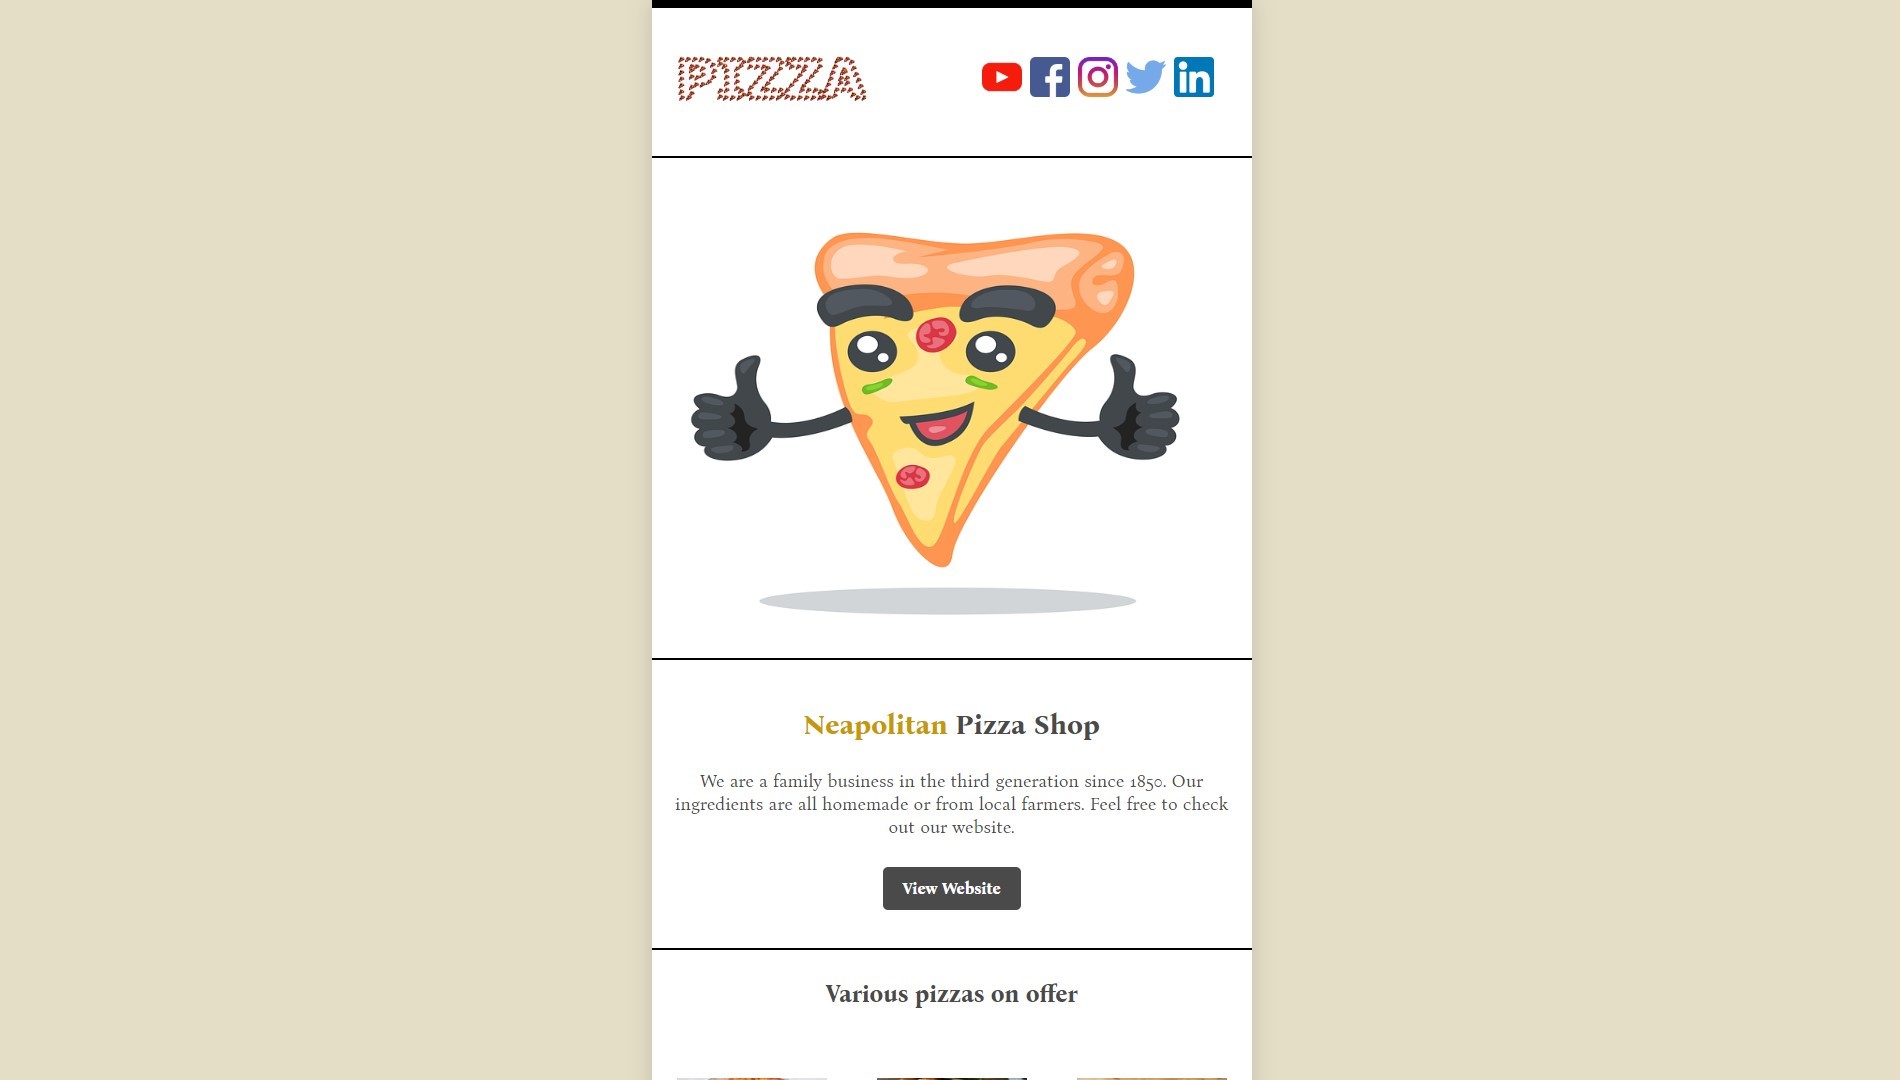 PIZZA
Neapolitan Pizza Shop
We are a family business in the third generation since 1850. Our
ingredients are all homemade or from local farmers. Feel free to check
out our website.
View Website
Various pizzas on offer